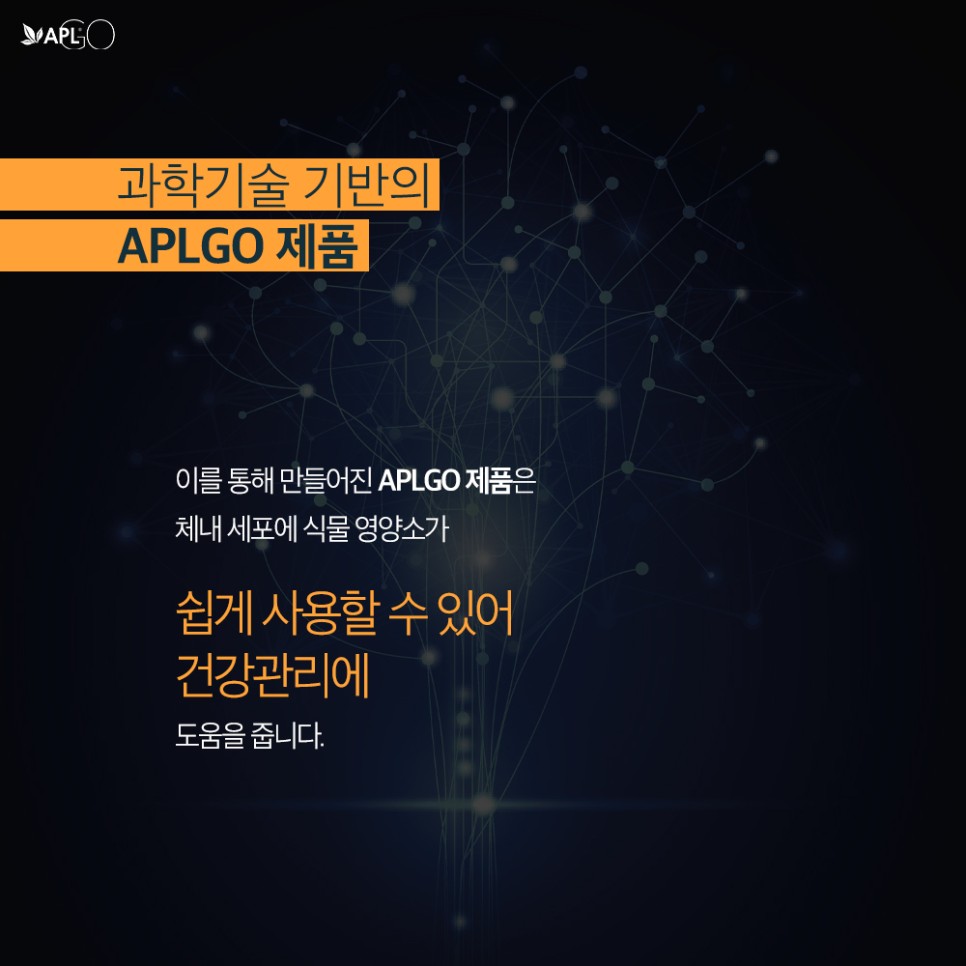 APLGO
과학기술 기반의
APLGO 제품
이를 통해 만들어진 APLGO 제품은
체내 세포에 식물 영양소가
쉽게 사용할 수 있어
건강관리에
도움을 줍니다.